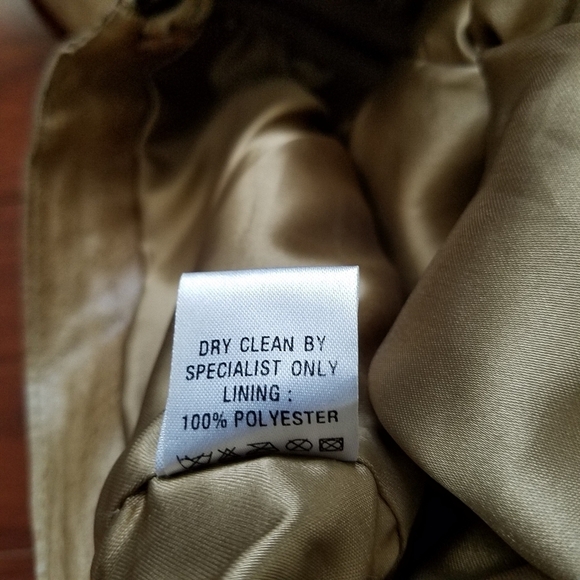 DRY CLEAN BY
SPECIALIST ONLY
LINING :
100% POLYESTER